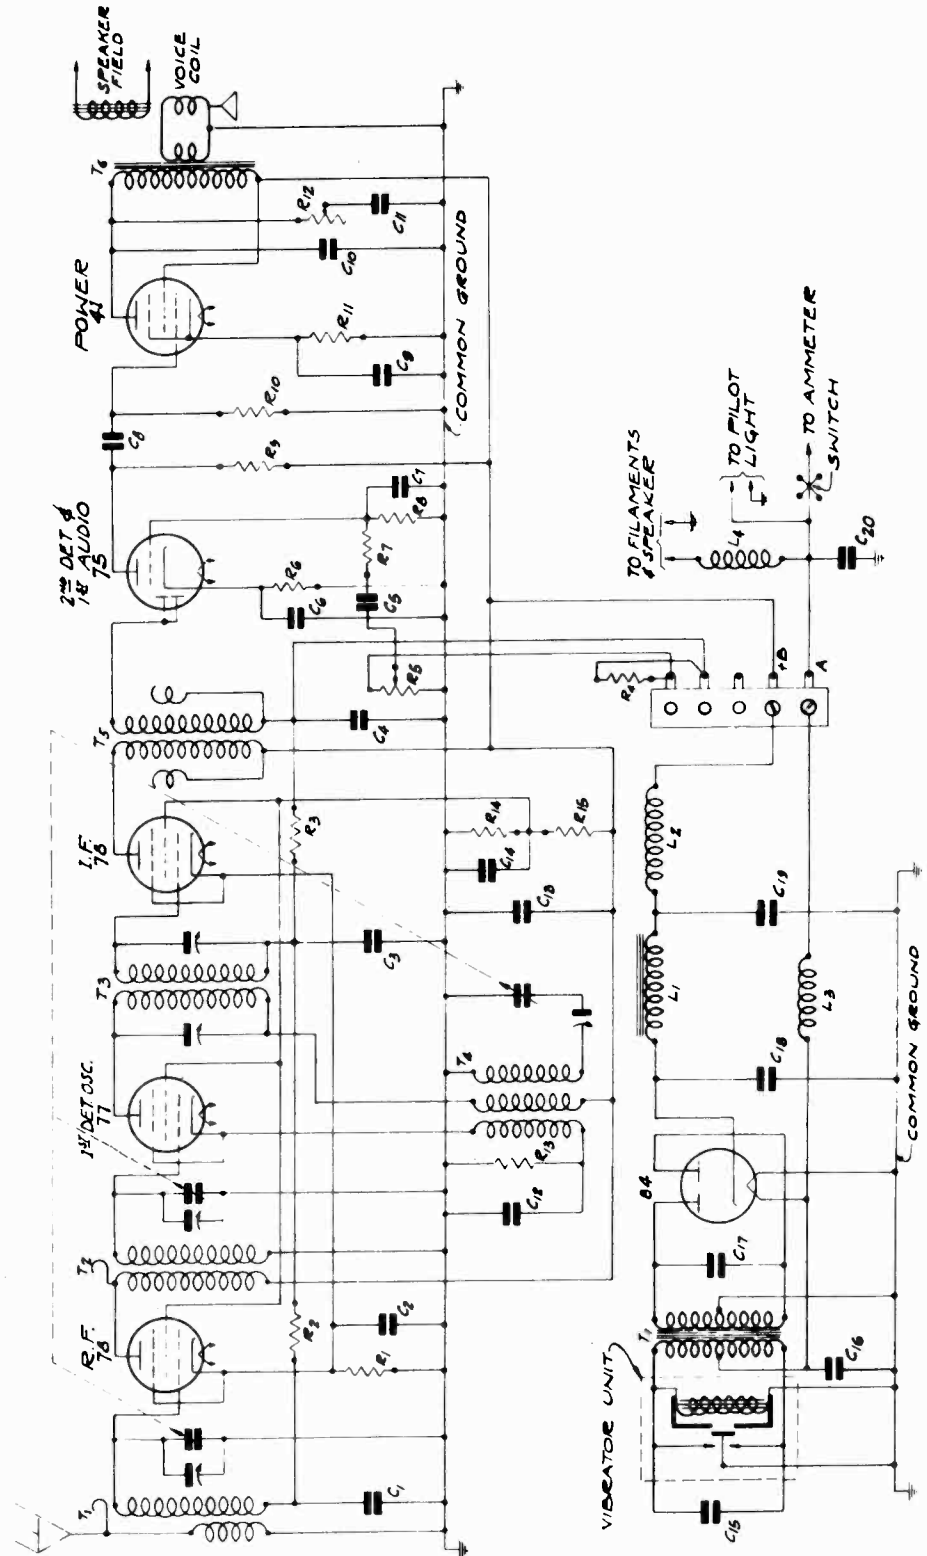 SPEAKER
FIELD
VOICE
COIL
T6
R12
C11
C10
POWER
41
R11
C9
COMMON GROUND
R10
C8
R9
2ND DET &
1ST AUDIO
75
C7
R8
R7
R6
C6
C5
R5
C4
T5
I.F.
78
R3
C3
T3
1ST DET. OSC.
77
T2
R.F.
78
R2
C2
R1
T1
C1
R14
R15
C14
C13
T4
R13
C12
TO FILAMENTS
& SPEAKER
TO PILOT
LIGHT
L4
TO AMMETER
SWITCH
C20
R4
+B
A
L2
C19
L1
L3
C18
84
COMMON GROUND
C17
T7
C16
VIBRATOR UNIT
C15